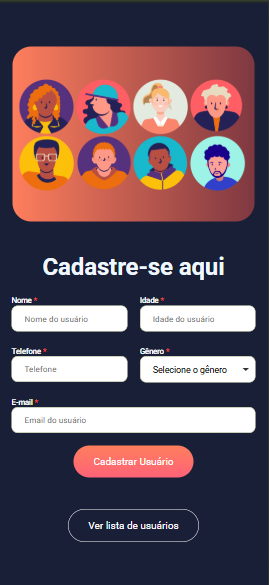 Cadastre-se aqui
Nome * Idade *
Nome do usuário Idade do usuário
Telefone * Gênero *
Telefone Selecione o gênero
E-mail *
Email do usuário
Cadastrar Usuário
Ver lista de usuários